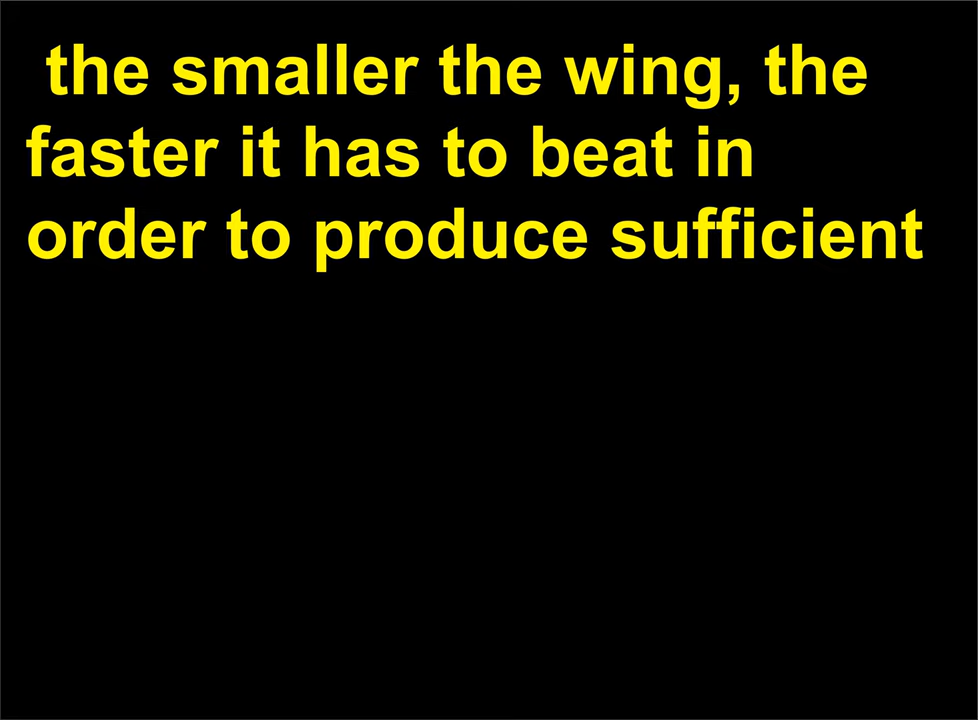 the smaller the wing, the
faster it has to beat in
order to produce sufficient